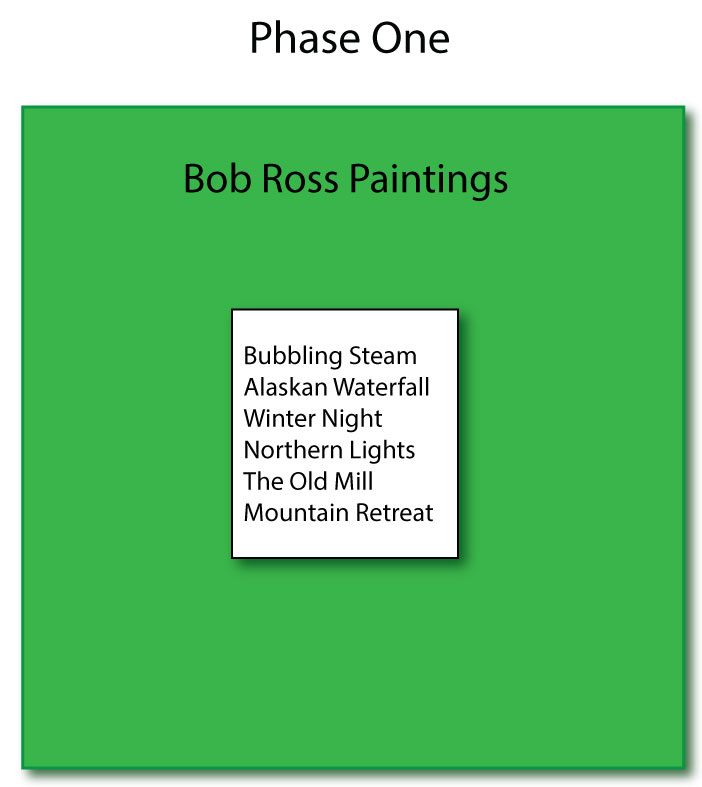 Phase One
Bob Ross Paintings
Bubbling Steam
Alaskan Waterfall
Winter Night
Northern Lights
The Old Mill
Mountain Retreat